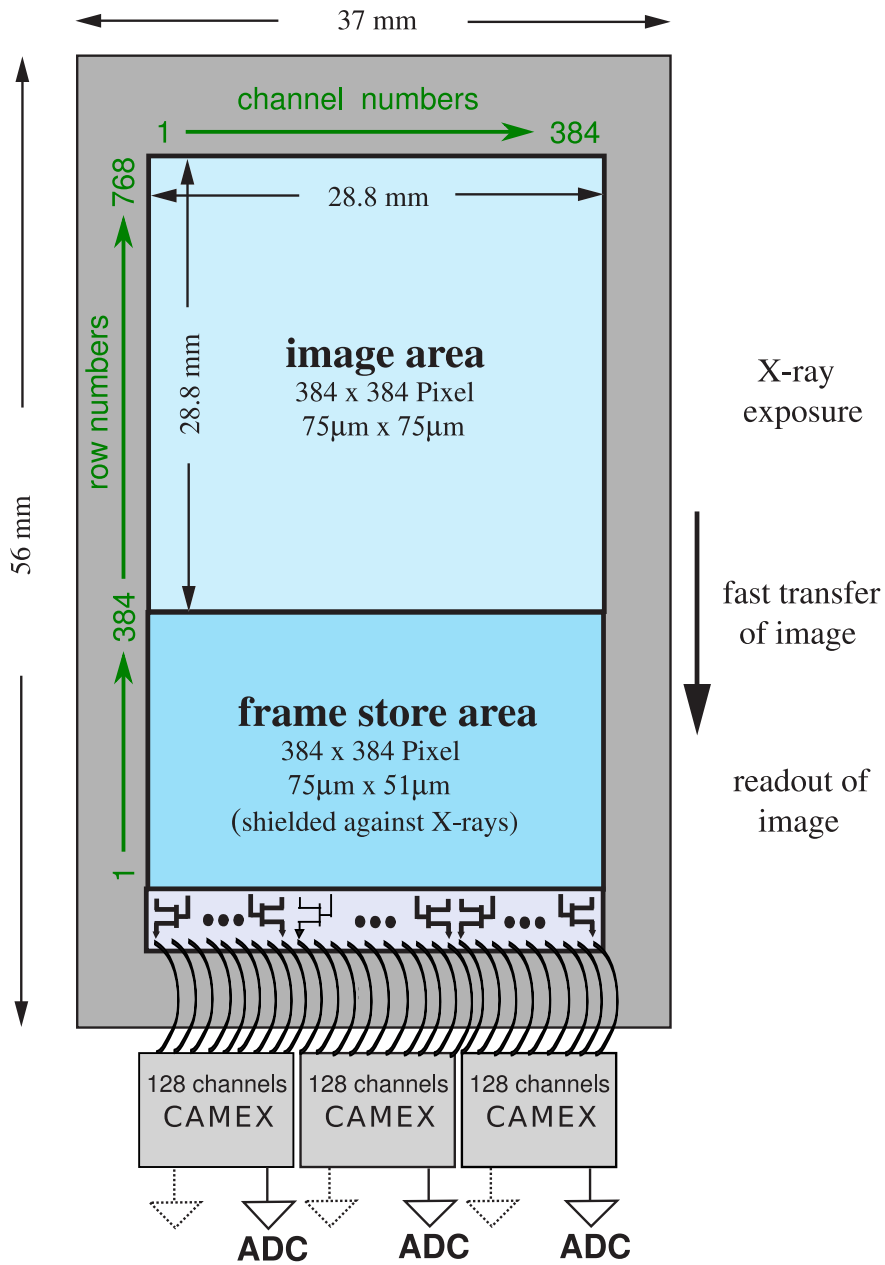 37 mm
channel numbers
1 384
768
28.8 mm
row numbers
28.8 mm
image area
384 x 384 Pixel
75µm x 75µm
X-ray
exposure
56 mm
384
fast transfer
of image
frame store area
384 x 384 Pixel
75µm x 51µm
(shielded against X-rays)
readout of
image
1
128 channels 128 channels 128 channels
CAMEX CAMEX CAMEX
ADC ADC ADC